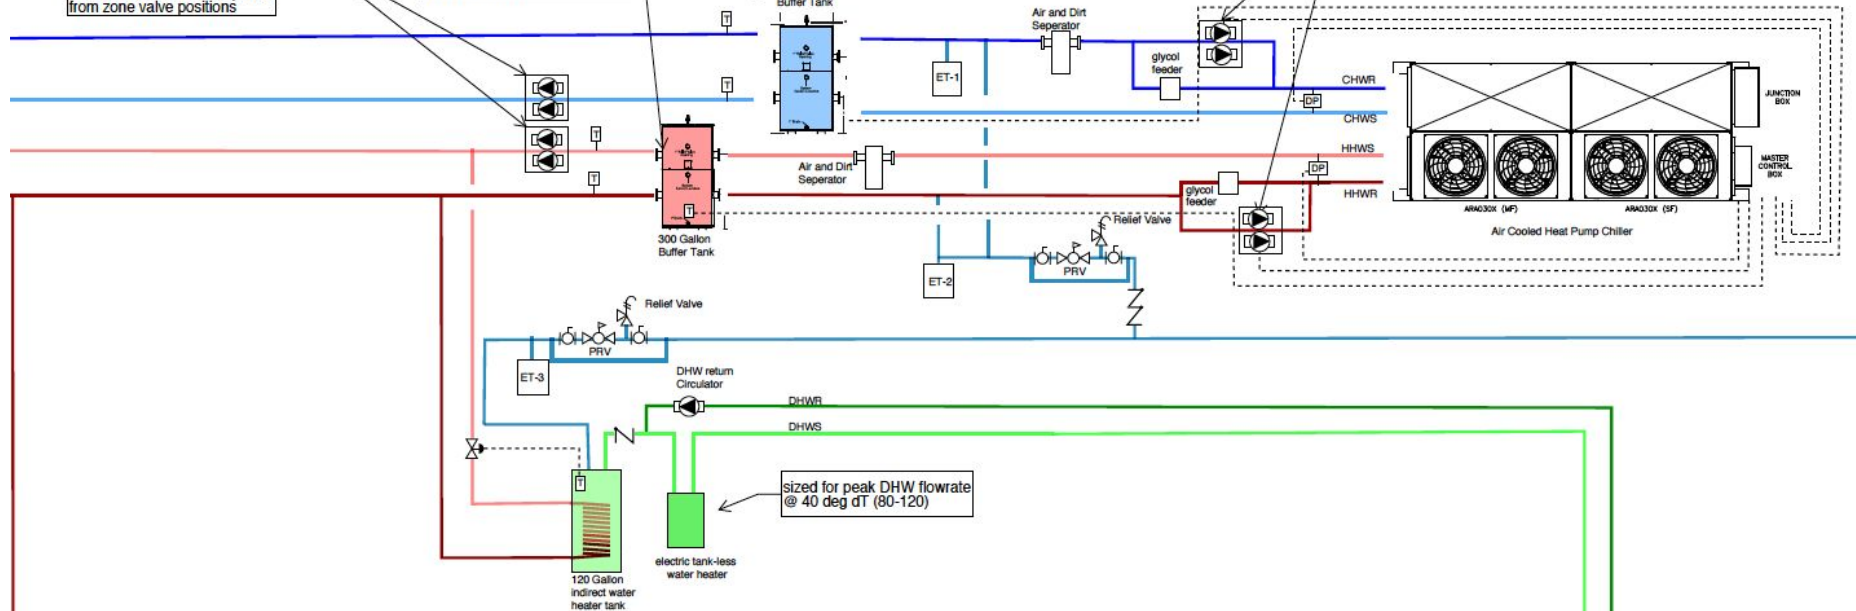 from zone valve positions
Buffer Tank
T
Air and Dirt
Seperator
ET-1
glycol
feeder
CHWR
DP
CHWS
JUNCTION
BOX
T
T
Air and Dirt
Seperator
HHWS
DP
HHWR
glycol
feeder
MASTER
CONTROL
BOX
T
T
300 Gallon
Buffer Tank
Relief Valve
PRV
ET-2
ARA030X (MF)
ARA030X (SF)
Air Cooled Heat Pump Chiller
Relief Valve
PRV
ET-3
DHW return
Circulator
DHWR
DHWS
T
sized for peak DHW flowrate
@ 40 deg dT (80-120)
electric tank-less
water heater
120 Gallon
indirect water
heater tank